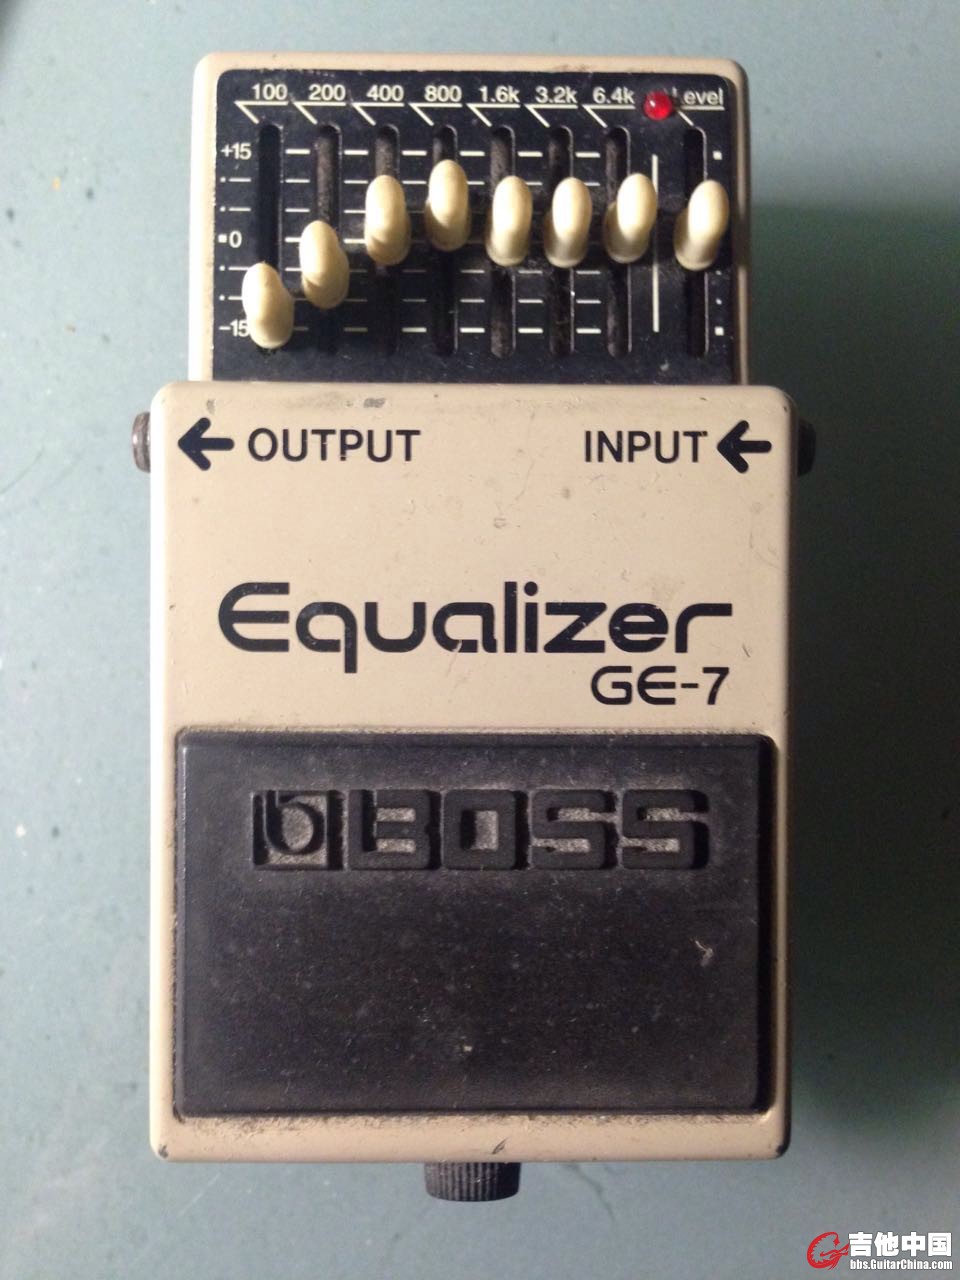 100 200 400 800 1.6k 3.2k 6.4k Level
+15
0
-15
OUTPUT INPUT
Equalizer
GE-7
BOSS
吉他中国
bbs.GuitarChina.com